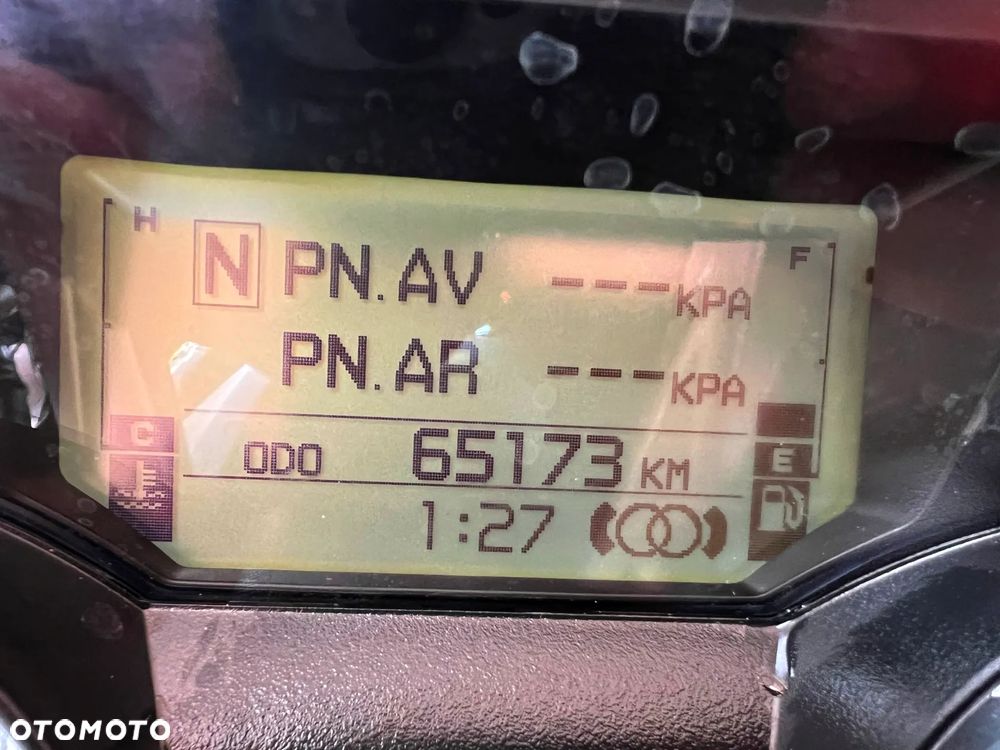 H
F
N PN.AV --- KPA
PN.AR --- KPA
C
ODO 65173 KM
E
1:27
OTOMOTO